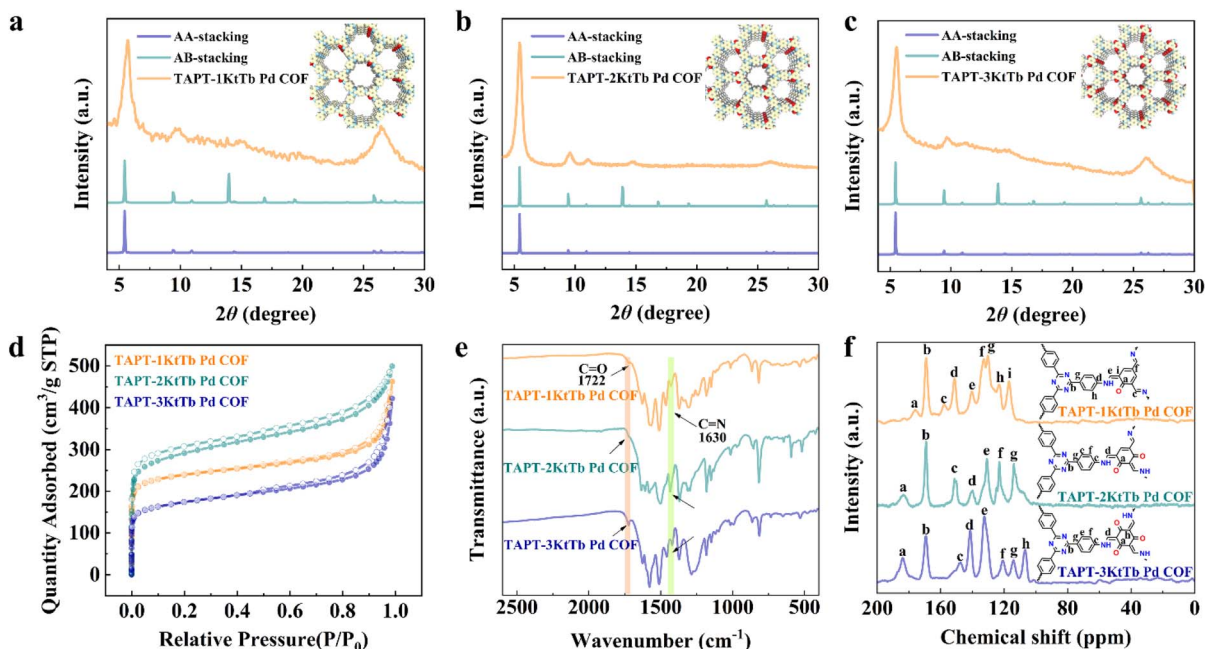 a
AA-stacking
AB-stacking
TAPT-1KtTb Pd COF
Intensity (a.u.)
5 10 15 20 25 30
2θ (degree)
b
AA-stacking
AB-stacking
TAPT-2KtTb Pd COF
Intensity (a.u.)
5 10 15 20 25 30
2θ (degree)
c
AA-stacking
AB-stacking
TAPT-3KtTb Pd COF
Intensity (a.u.)
5 10 15 20 25 30
2θ (degree)
d
Quantity Adsorbed (cm³/g STP)
500
400
300
200
100
0
TAPT-1KtTb Pd COF
TAPT-2KtTb Pd COF
TAPT-3KtTb Pd COF
0.0 0.2 0.4 0.6 0.8 1.0
Relative Pressure(P/P₀)
e
Transmittance (a.u.)
C=O
1722
TAPT-1KtTb Pd COF
C=N
1630
TAPT-2KtTb Pd COF
TAPT-3KtTb Pd COF
2500 2000 1500 1000 500
Wavenumber (cm⁻¹)
f
Intensity (a.u.)
a b c d e f g h i
TAPT-1KtTb Pd COF
a b c d e f g
TAPT-2KtTb Pd COF
a b c d e f g h
TAPT-3KtTb Pd COF
200 160 120 80 40 0
Chemical shift (ppm)